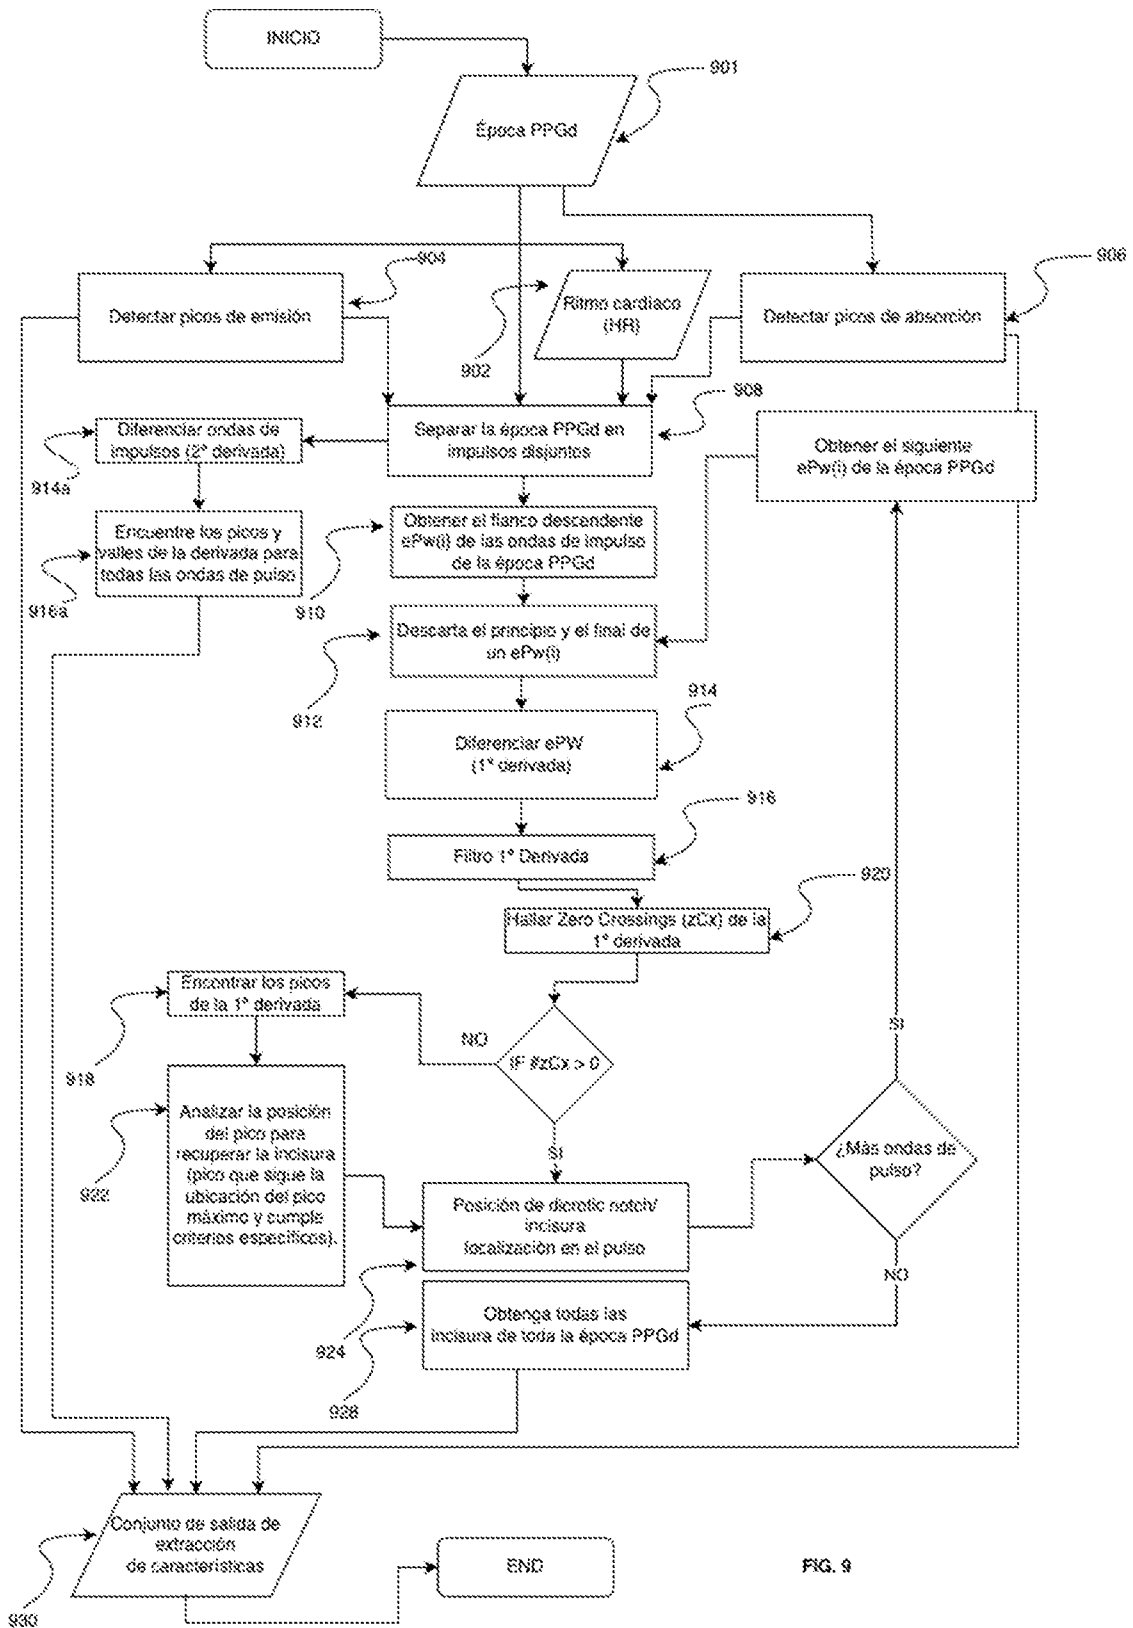 INICIO
901
Época PPGd
904
906
Detectar picos de emisión
Ritmo cardíaco
(HR)
Detectar picos de absorción
902
908
Diferenciar ondas de
impulsos (2ª derivada)
Separar la época PPGd en
impulsos disjuntos
Obtener el siguiente
ePw(i) de la época PPGd
914a
Encuentre los picos y
valles de la derivada para
todas las ondas de pulso
Obtener el flanco descendente
ePw(i) de las ondas de impulso
de la época PPGd
916a
910
Descarta el principio y el final de
un ePw(i)
912
914
Diferenciar ePW
(1ª derivada)
916
Filtro 1ª Derivada
920
Hallar Zero Crossings (zCx) de la
1ª derivada
Encontrar los picos
de la 1ª derivada
NO
IF #zCx > 0
SI
918
Analizar la posición
del pico para
recuperar la incisura
(pico que sigue la
ubicación del pico
máximo y cumple
criterios específicos).
¿Más ondas de
pulso?
SI
922
Posición de dicrotic notch/
incisura
localización en el pulso
NO
Obtenga todas las
incisura de toda la época PPGd
924
928
Conjunto de salida de
extracción
de características
END
FIG. 9
930